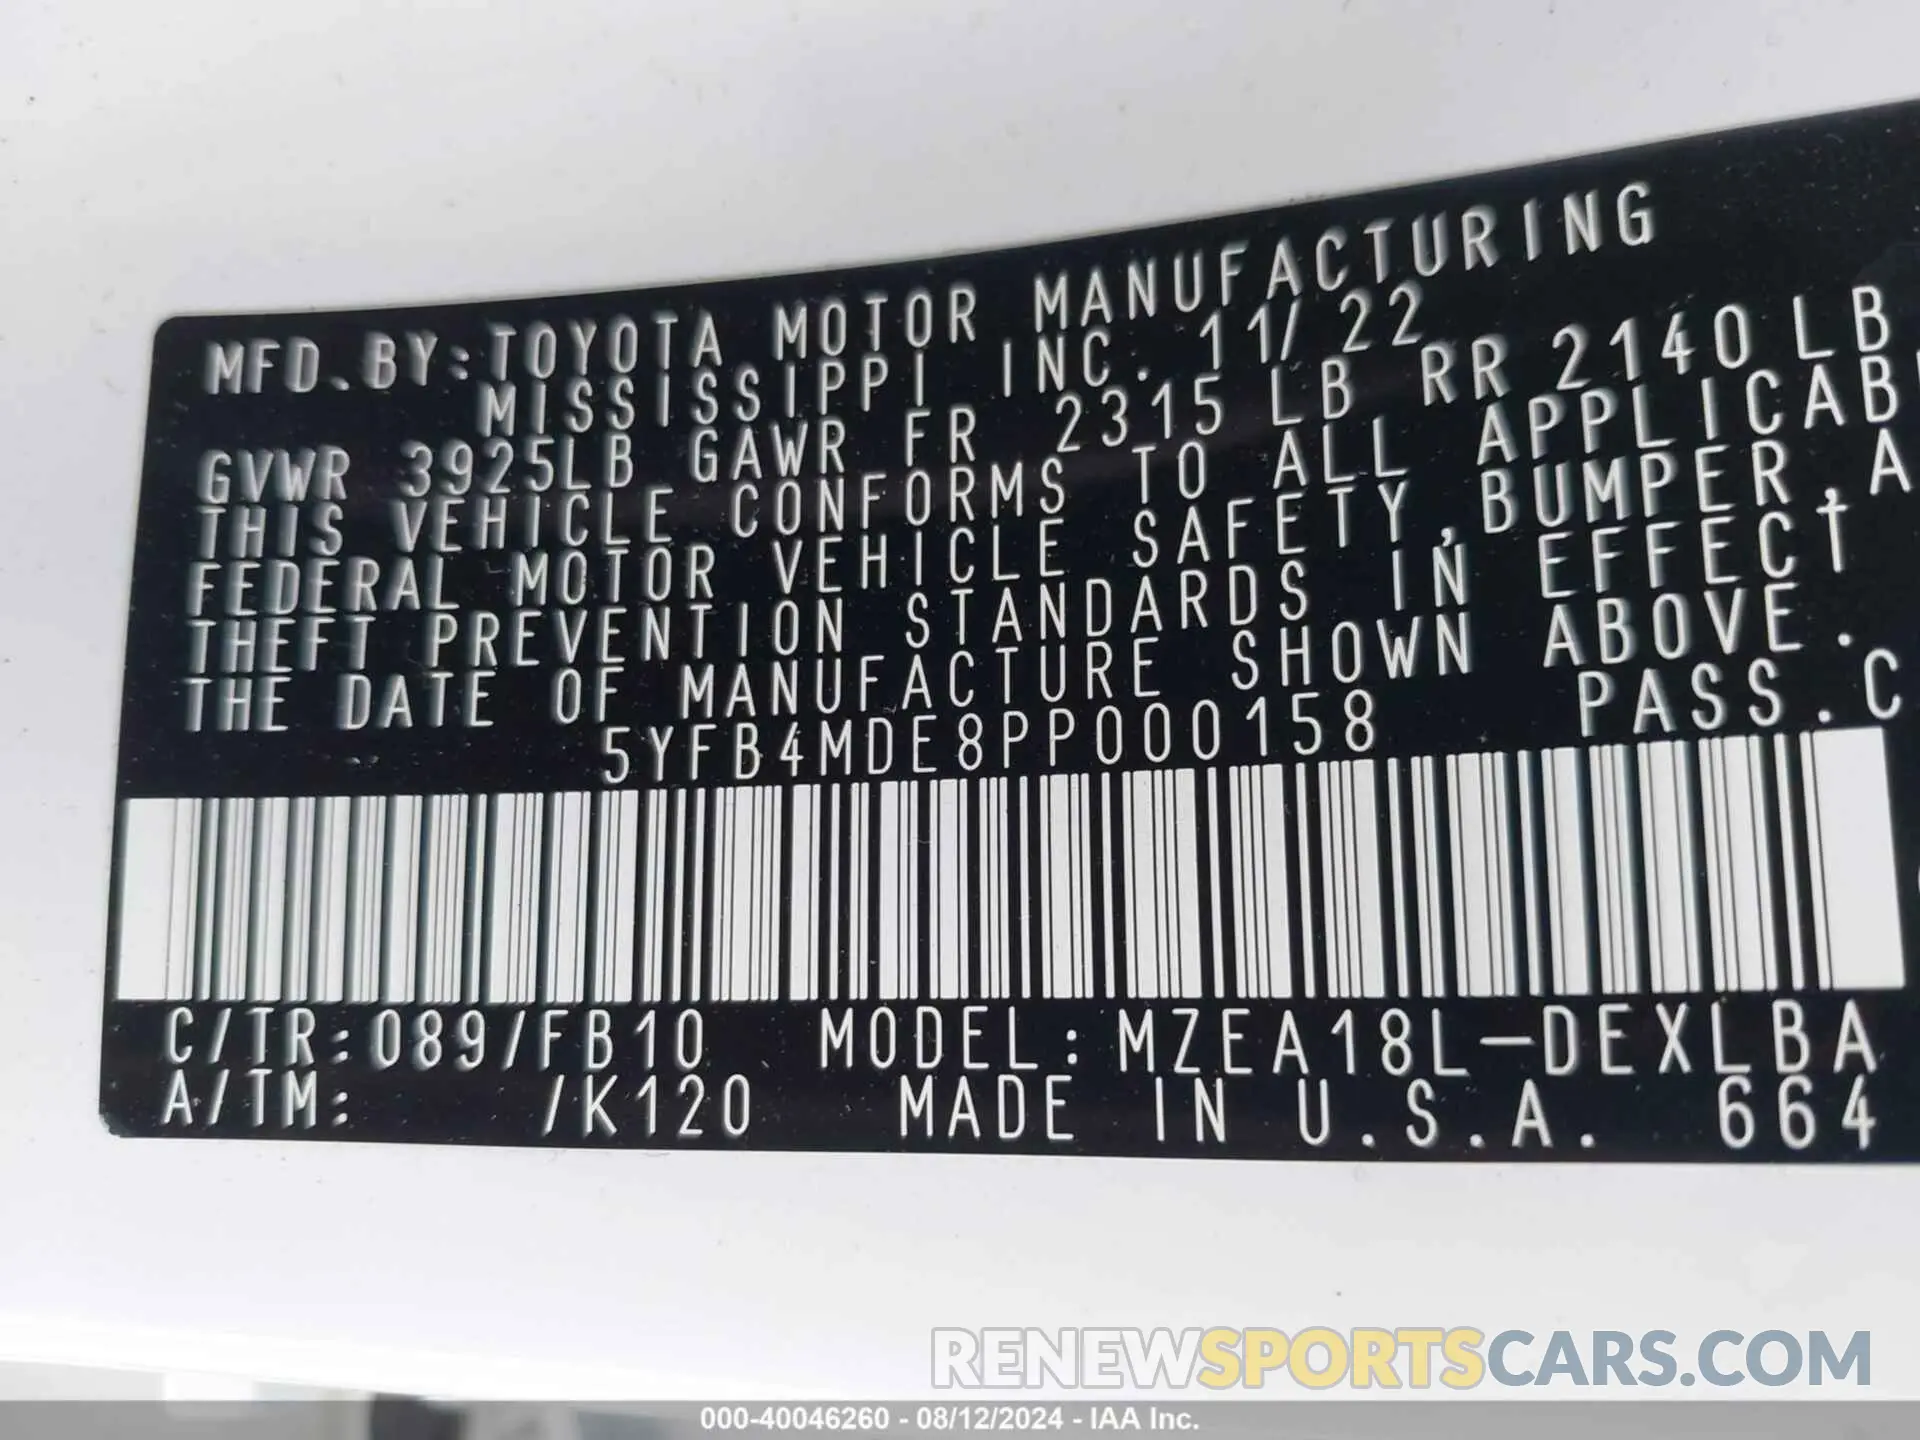 MFD.BY:TOYOTA MOTOR MANUFACTURING
MISSISSIPPI INC. 11/22
GVWR 3925LB GAWR FR 2315 LB RR 2140 LB
THIS VEHICLE CONFORMS TO ALL APPLICAB
FEDERAL MOTOR VEHICLE SAFETY,BUMPER,A
THEFT PREVENTION STANDARDS IN EFFECT
THE DATE OF MANUFACTURE SHOWN ABOVE.
5YFB4MDE8PP000158 PASS.C
C/TR:089/FB10 MODEL:MZEA18L-DEXLBA
A/TM: /K120 MADE IN U.S.A. 664
RENEWSPORTSCARS.COM
000-40046260 - 08/12/2024 - IAA Inc.